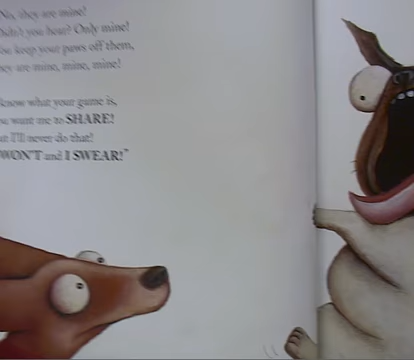 No, they are mine!
Didn't you hear? Only mine!
You keep your paws off them,
They are mine, mine, mine!
know what your game is,
you want me to SHARE!
But I'll never do that!
WON'T and I SWEAR!"